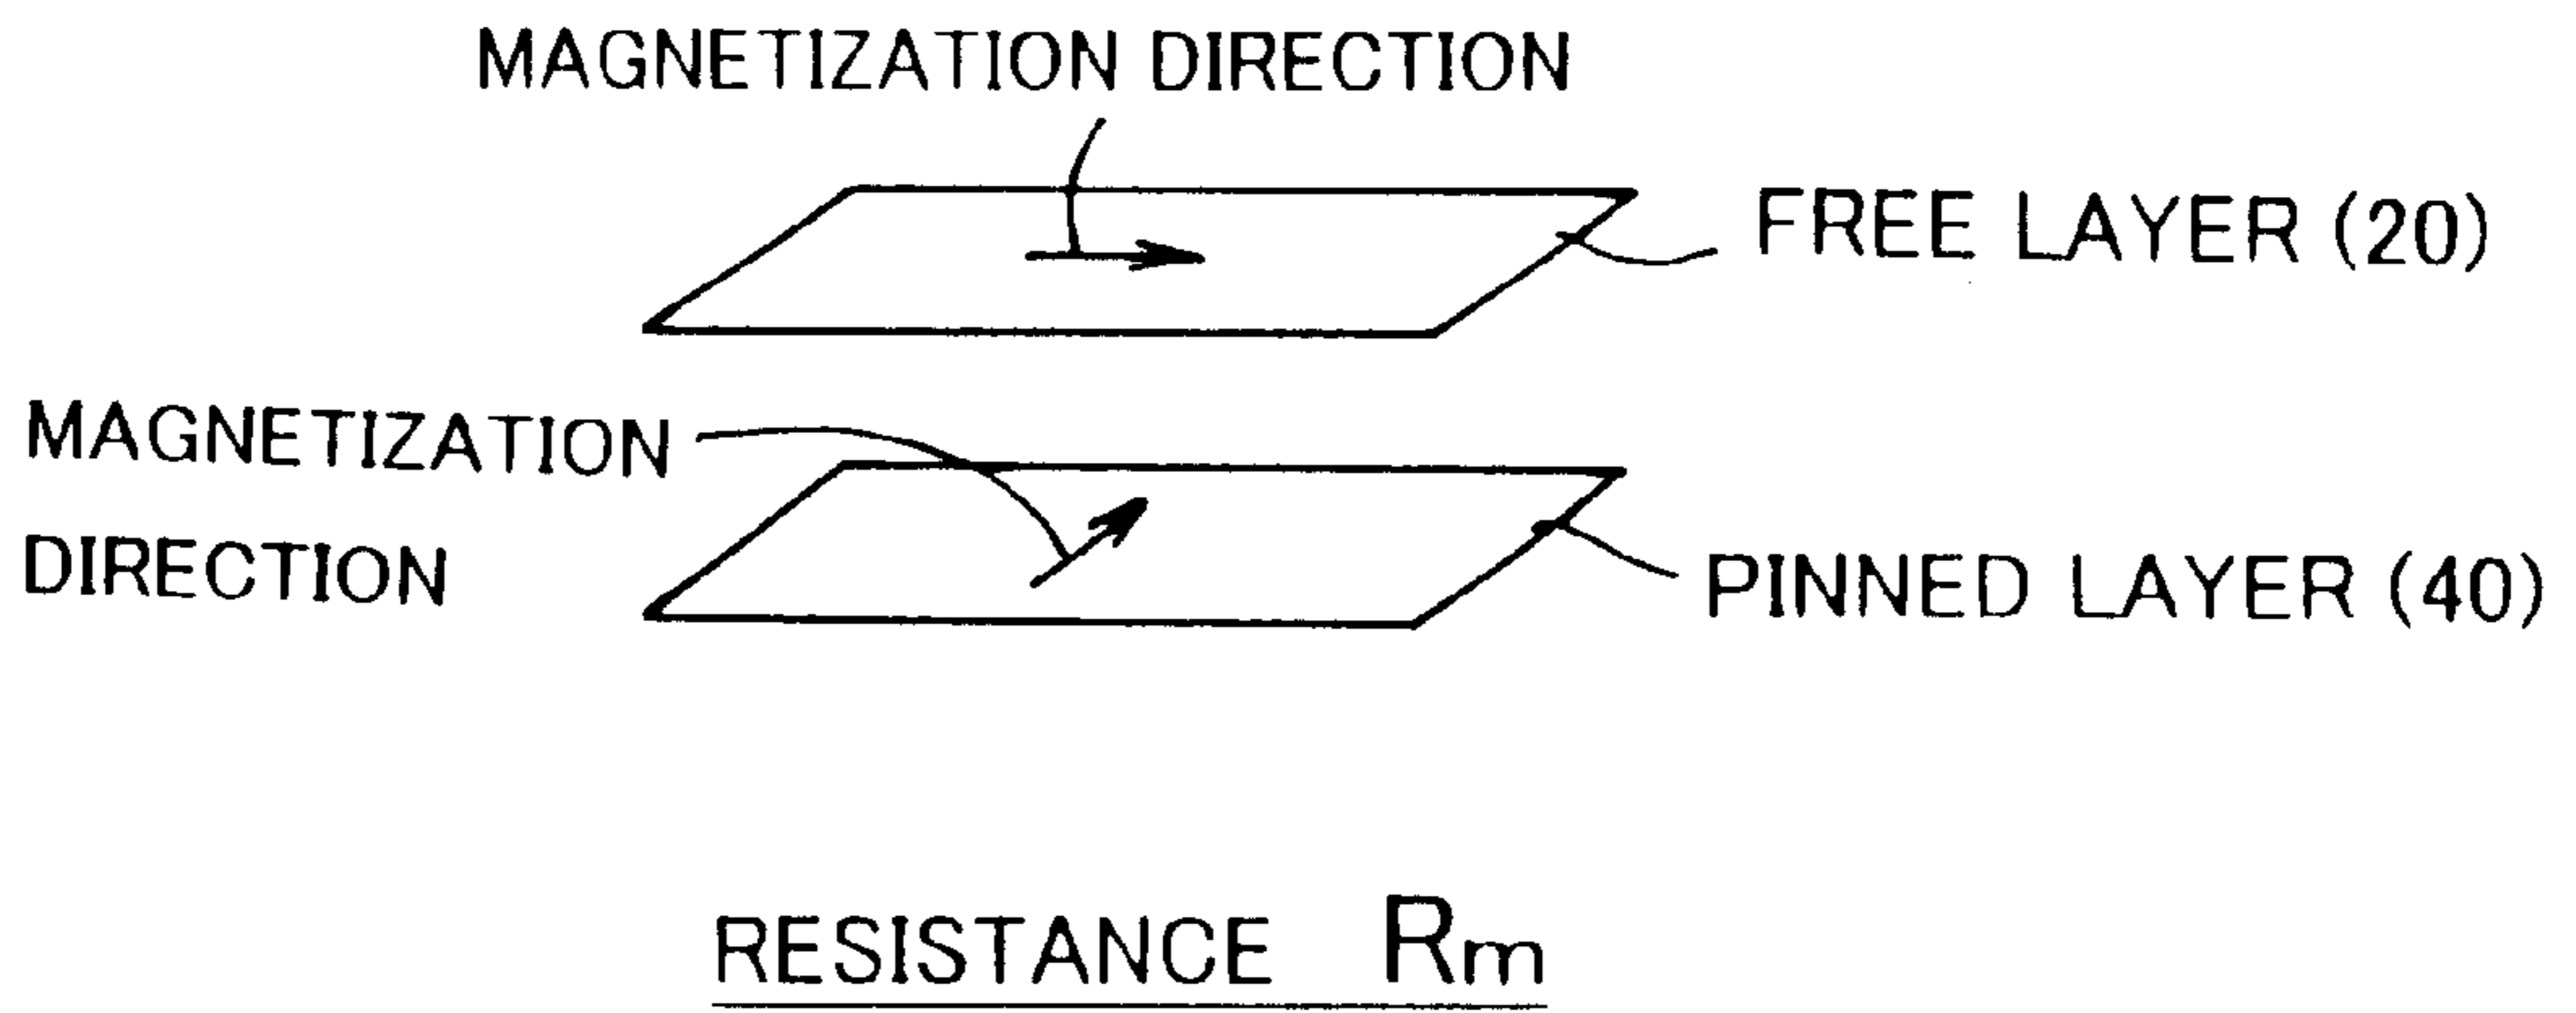 MAGNETIZATION DIRECTION
FREE LAYER (20)
MAGNETIZATION
DIRECTION
PINNED LAYER (40)
RESISTANCE Rm